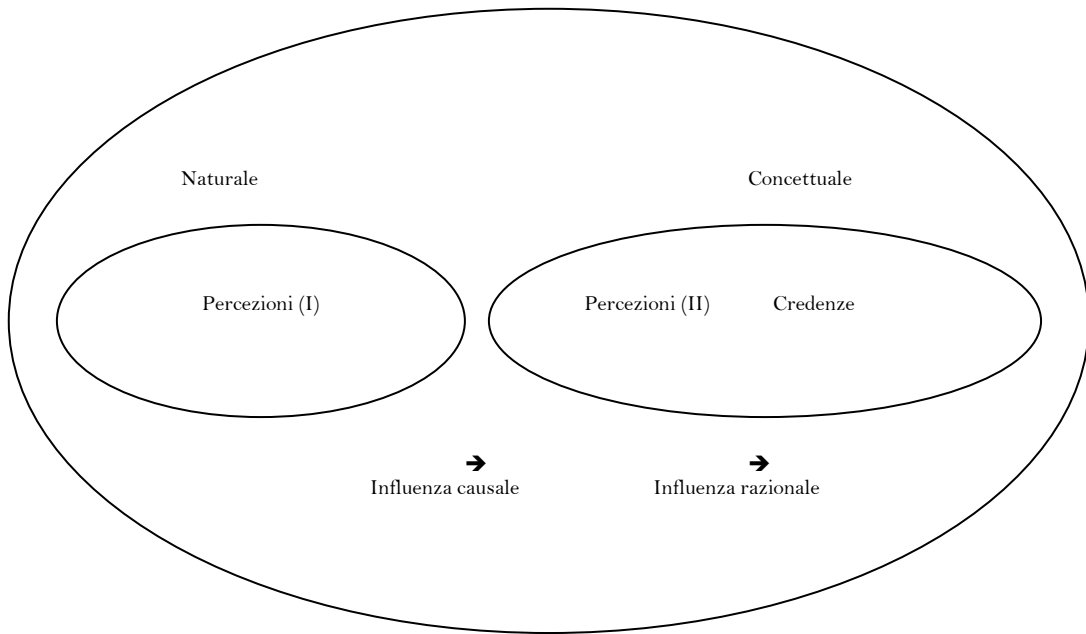 Naturale Concettuale
Percezioni (I) Percezioni (II) Credenze
➔ ➔
Influenza causale Influenza razionale